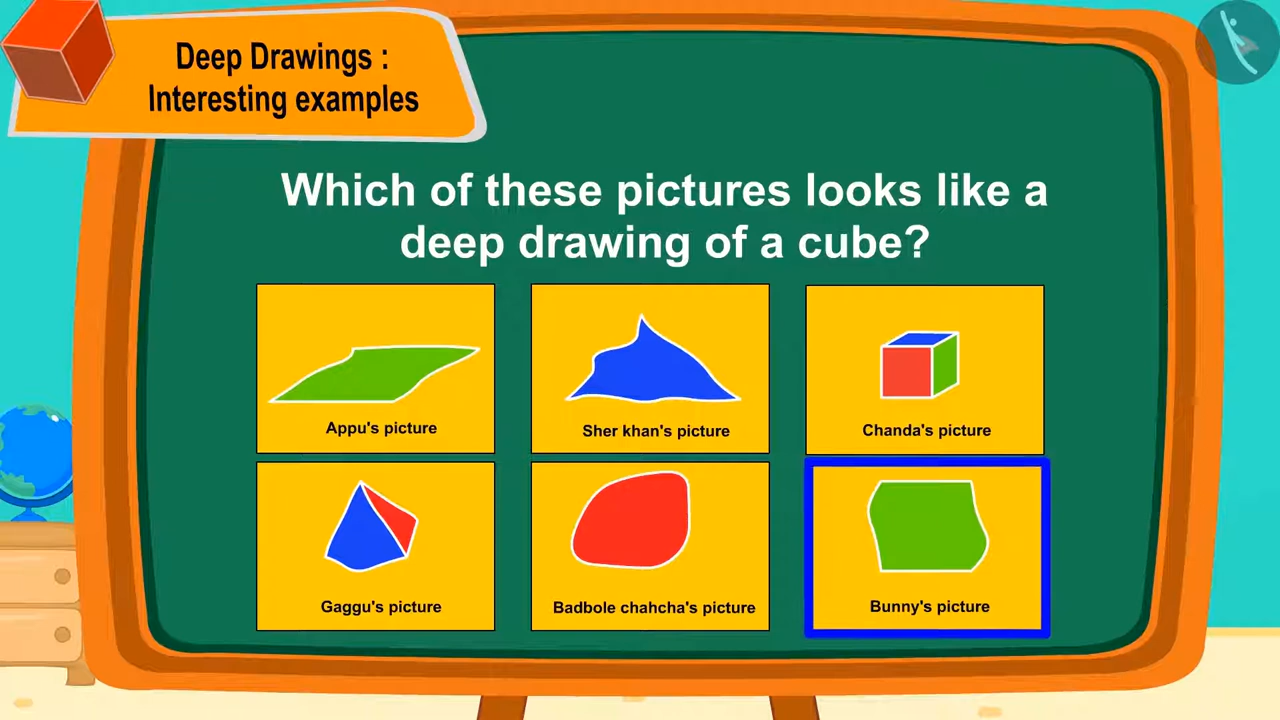 Deep Drawings :
Interesting examples
Which of these pictures looks like a
deep drawing of a cube?
Appu's picture
Sher khan's picture
Chanda's picture
Gaggu's picture
Badbole chahcha's picture
Bunny's picture